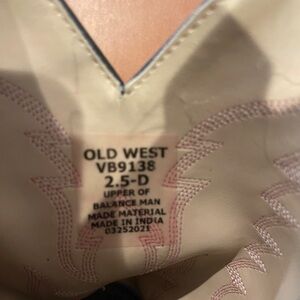 OLD WEST
VB9138
2.5-D
UPPER OF
BALANCE MAN
MADE MATERIAL
MADE IN INDIA
03252021